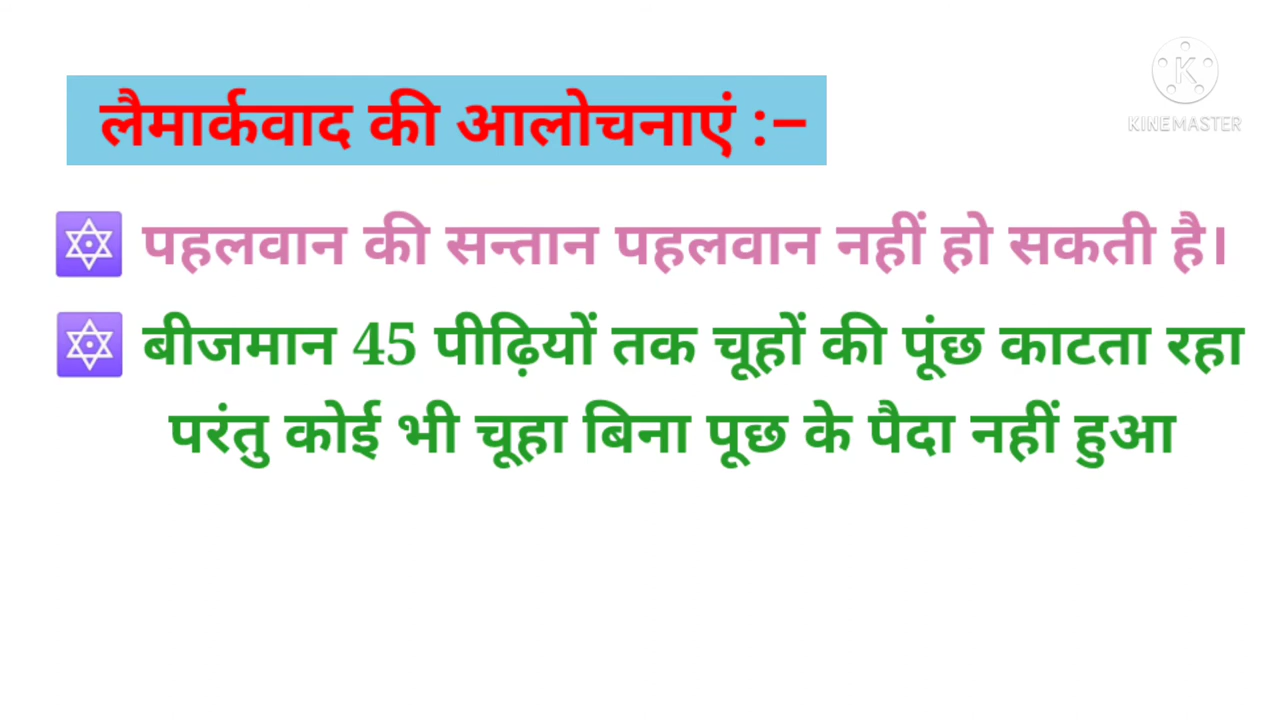 लैमार्कवाद की आलोचनाएं :–
KINEMASTER
🔯 पहलवान की सन्तान पहलवान नहीं हो सकती है।
🔯 बीजमान 45 पीढ़ियों तक चूहों की पूंछ काटता रहा
परंतु कोई भी चूहा बिना पूछ के पैदा नहीं हुआ